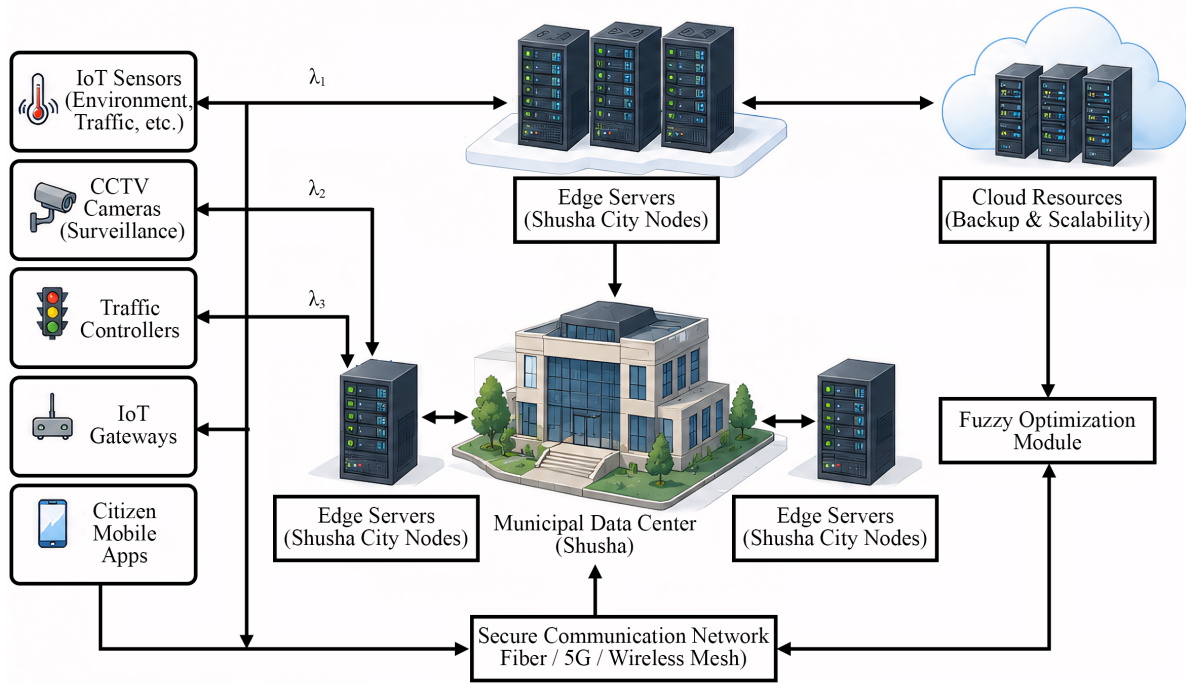 IoT Sensors
(Environment,
Traffic, etc.)
λ1
CCTV
Cameras
(Surveillance)
λ2
Traffic
Controllers
λ3
IoT
Gateways
Citizen
Mobile
Apps
Edge Servers
(Shusha City Nodes)
Cloud Resources
(Backup & Scalability)
Fuzzy Optimization
Module
Edge Servers
(Shusha City Nodes)
Municipal Data Center
(Shusha)
Edge Servers
(Shusha City Nodes)
Secure Communication Network
Fiber / 5G / Wireless Mesh)